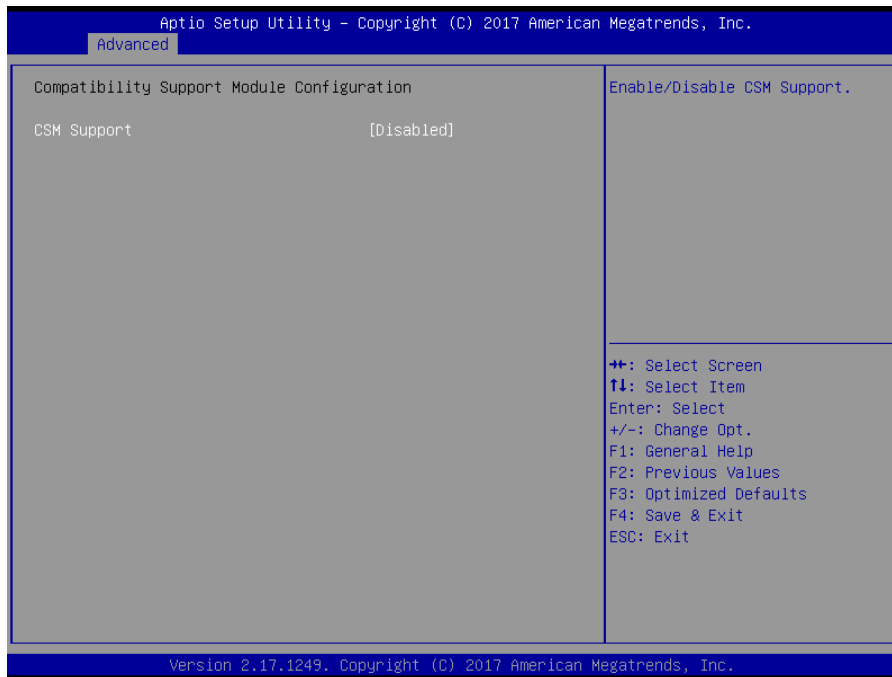 Aptio Setup Utility – Copyright (C) 2017 American Megatrends, Inc.
Advanced
Compatibility Support Module Configuration
CSM Support [Disabled]
Enable/Disable CSM Support.
→←: Select Screen
↑↓: Select Item
Enter: Select
+/-: Change Opt.
F1: General Help
F2: Previous Values
F3: Optimized Defaults
F4: Save & Exit
ESC: Exit
Version 2.17.1249. Copyright (C) 2017 American Megatrends, Inc.